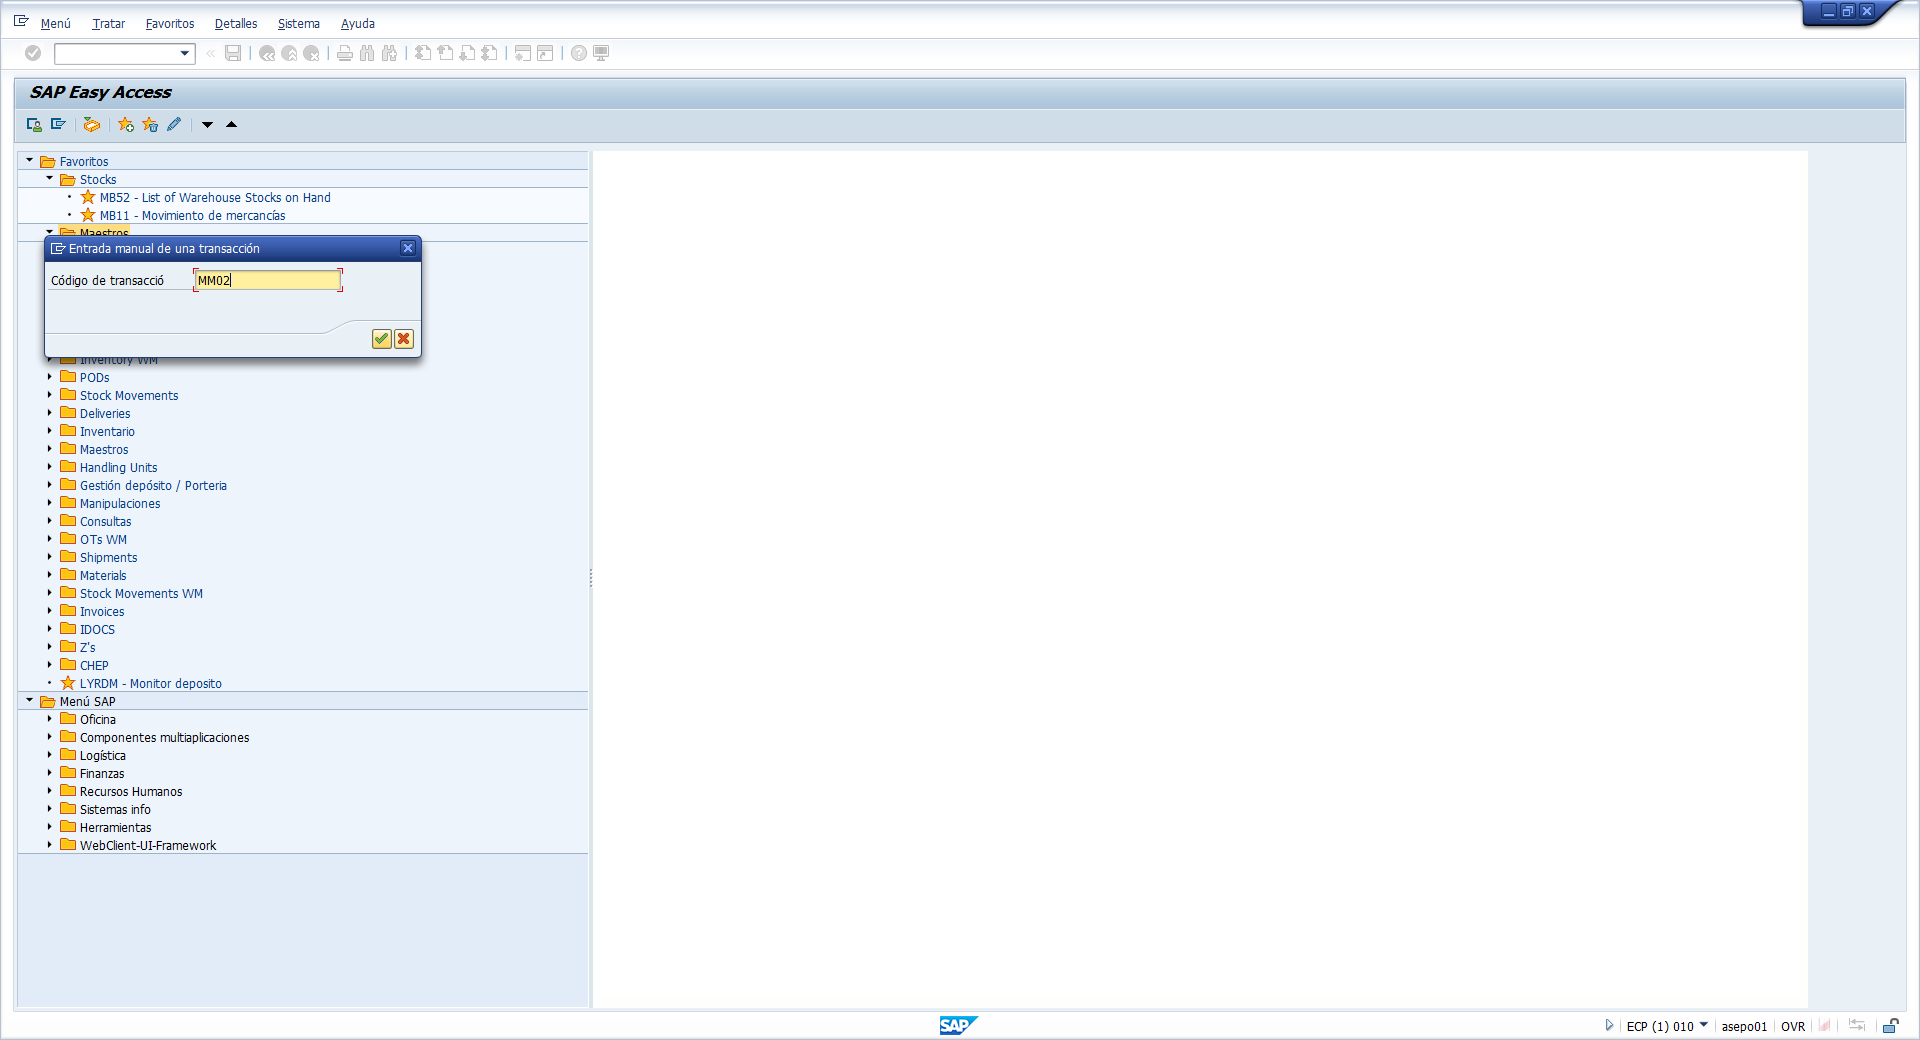 Menú Tratar Favoritos Detalles Sistema Ayuda
SAP Easy Access
Favoritos
Stocks
MB52 - List of Warehouse Stocks on Hand
MB11 - Movimiento de mercancías
Maestros
Entrada manual de una transacción
Código de transacció MM02
Inventory WM
PODs
Stock Movements
Deliveries
Inventario
Maestros
Handling Units
Gestión depósito / Porteria
Manipulaciones
Consultas
OTs WM
Shipments
Materials
Stock Movements WM
Invoices
IDOCS
Z's
CHEP
LYRDM - Monitor deposito
Menú SAP
Oficina
Componentes multiaplicaciones
Logística
Finanzas
Recursos Humanos
Sistemas info
Herramientas
WebClient-UI-Framework
SAP
ECP (1) 010 asepo01 OVR